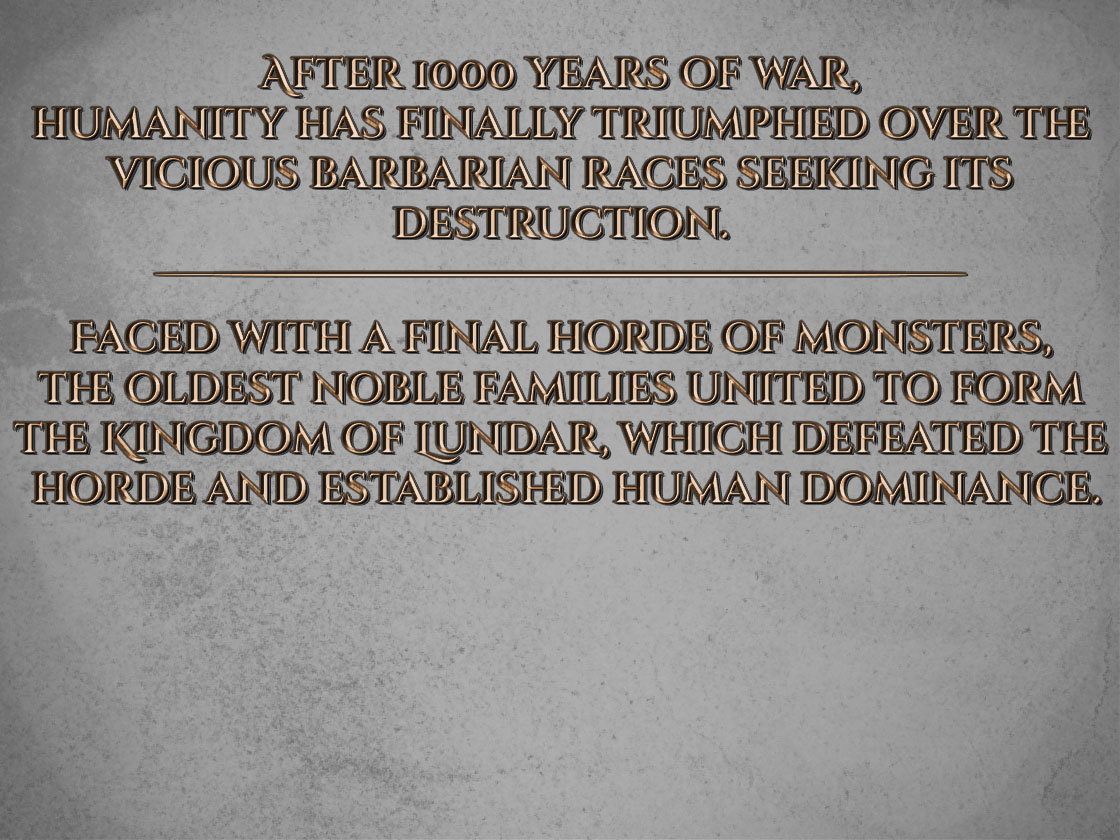 After 1000 years of war,
humanity has finally triumphed over the
vicious barbarian races seeking its
destruction.
Faced with a final horde of monsters,
the oldest noble families united to form
the Kingdom of Lundar, which defeated the
horde and established human dominance.